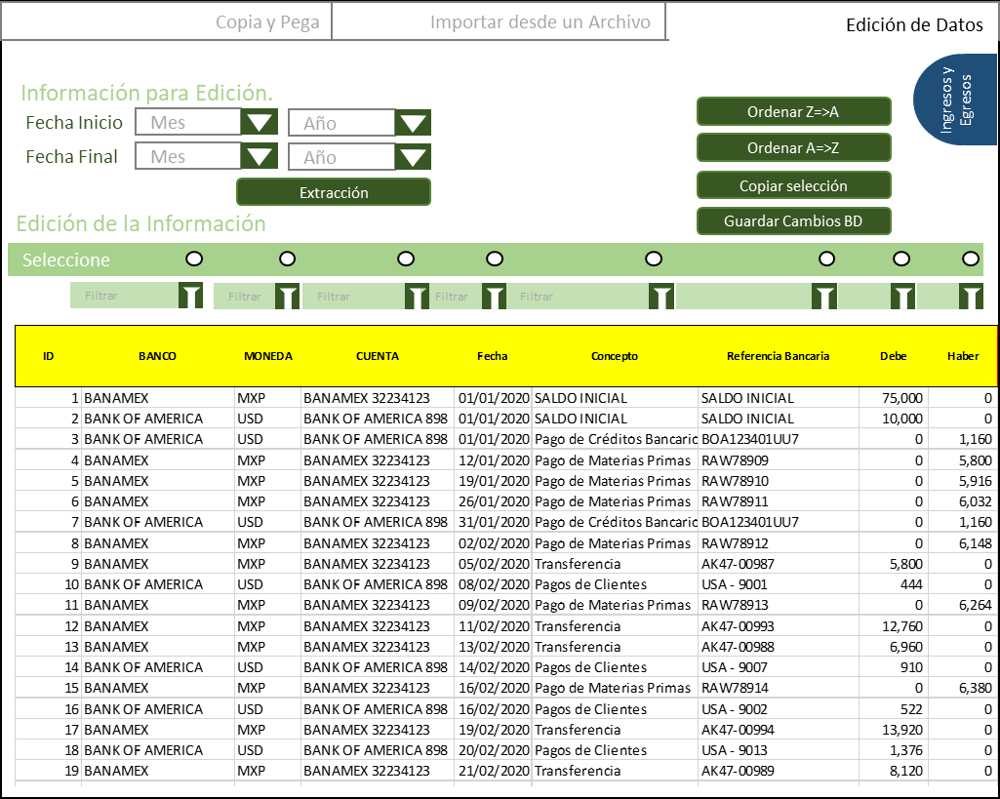 Copia y Pega Importar desde un Archivo Edición de Datos
Ingresos y
Egresos
Información para Edición.
Fecha Inicio Mes Año
Fecha Final Mes Año
Extracción
Ordenar Z=>A
Ordenar A=>Z
Copiar selección
Guardar Cambios BD
Edición de la Información
Seleccione
Filtrar Filtrar Filtrar Filtrar Filtrar
ID BANCO MONEDA CUENTA Fecha Concepto Referencia Bancaria Debe Haber
1 BANAMEX MXP BANAMEX 32234123 01/01/2020 SALDO INICIAL SALDO INICIAL 75,000 0
2 BANK OF AMERICA USD BANK OF AMERICA 898 01/01/2020 SALDO INICIAL SALDO INICIAL 10,000 0
3 BANK OF AMERICA USD BANK OF AMERICA 898 01/01/2020 Pago de Créditos Bancario BOA123401UU7 0 1,160
4 BANAMEX MXP BANAMEX 32234123 12/01/2020 Pago de Materias Primas RAW78909 0 5,800
5 BANAMEX MXP BANAMEX 32234123 19/01/2020 Pago de Materias Primas RAW78910 0 5,916
6 BANAMEX MXP BANAMEX 32234123 26/01/2020 Pago de Materias Primas RAW78911 0 6,032
7 BANK OF AMERICA USD BANK OF AMERICA 898 31/01/2020 Pago de Créditos Bancario BOA123401UU7 0 1,160
8 BANAMEX MXP BANAMEX 32234123 02/02/2020 Pago de Materias Primas RAW78912 0 6,148
9 BANAMEX MXP BANAMEX 32234123 05/02/2020 Transferencia AK47-00987 5,800 0
10 BANK OF AMERICA USD BANK OF AMERICA 898 08/02/2020 Pagos de Clientes USA - 9001 444 0
11 BANAMEX MXP BANAMEX 32234123 09/02/2020 Pago de Materias Primas RAW78913 0 6,264
12 BANAMEX MXP BANAMEX 32234123 11/02/2020 Transferencia AK47-00993 12,760 0
13 BANAMEX MXP BANAMEX 32234123 13/02/2020 Transferencia AK47-00988 6,960 0
14 BANK OF AMERICA USD BANK OF AMERICA 898 14/02/2020 Pagos de Clientes USA - 9007 910 0
15 BANAMEX MXP BANAMEX 32234123 16/02/2020 Pago de Materias Primas RAW78914 0 6,380
16 BANK OF AMERICA USD BANK OF AMERICA 898 16/02/2020 Pagos de Clientes USA - 9002 522 0
17 BANAMEX MXP BANAMEX 32234123 19/02/2020 Transferencia AK47-00994 13,920 0
18 BANK OF AMERICA USD BANK OF AMERICA 898 20/02/2020 Pagos de Clientes USA - 9013 1,376 0
19 BANAMEX MXP BANAMEX 32234123 21/02/2020 Transferencia AK47-00989 8,120 0